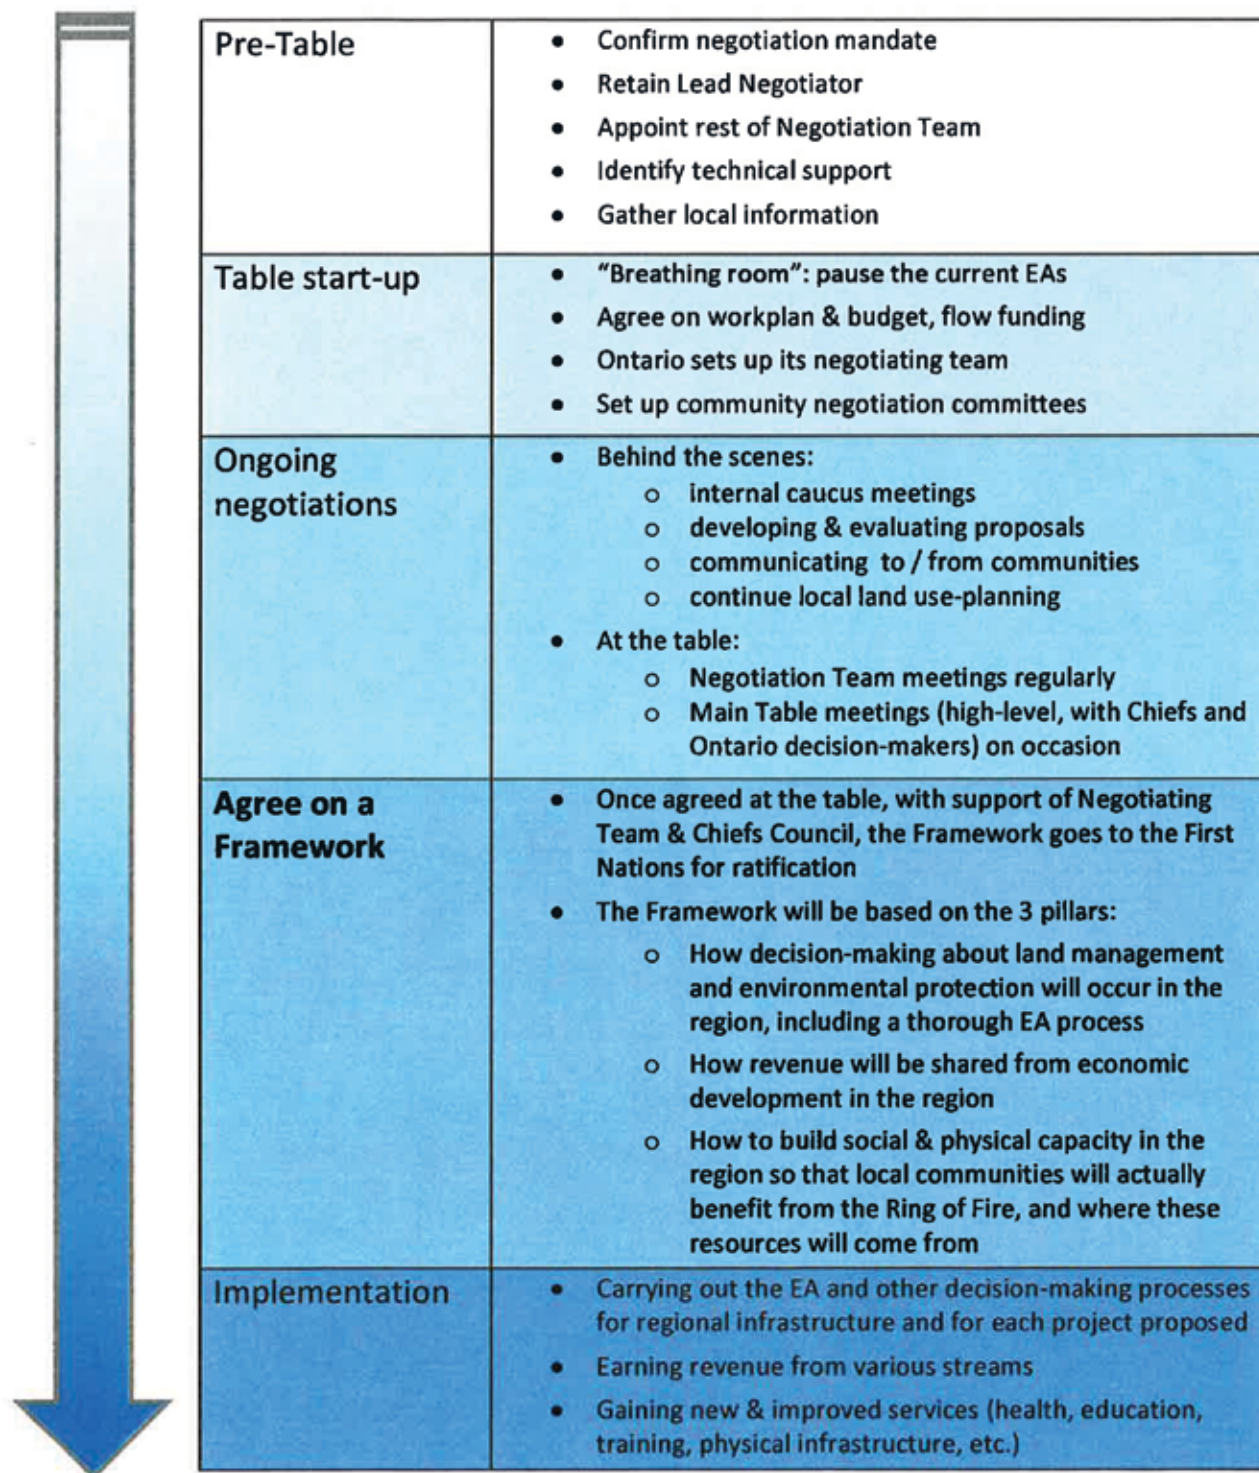 Pre-Table
• Confirm negotiation mandate
• Retain Lead Negotiator
• Appoint rest of Negotiation Team
• Identify technical support
• Gather local information
Table start-up
• “Breathing room”: pause the current EAs
• Agree on workplan & budget, flow funding
• Ontario sets up its negotiating team
• Set up community negotiation committees
Ongoing
negotiations
• Behind the scenes:
o internal caucus meetings
o developing & evaluating proposals
o communicating to / from communities
o continue local land use-planning
• At the table:
o Negotiation Team meetings regularly
o Main Table meetings (high-level, with Chiefs and
Ontario decision-makers) on occasion
Agree on a
Framework
• Once agreed at the table, with support of Negotiating
Team & Chiefs Council, the Framework goes to the First
Nations for ratification
• The Framework will be based on the 3 pillars:
o How decision-making about land management
and environmental protection will occur in the
region, including a thorough EA process
o How revenue will be shared from economic
development in the region
o How to build social & physical capacity in the
region so that local communities will actually
benefit from the Ring of Fire, and where these
resources will come from
Implementation
• Carrying out the EA and other decision-making processes
for regional infrastructure and for each project proposed
• Earning revenue from various streams
• Gaining new & improved services (health, education,
training, physical infrastructure, etc.)